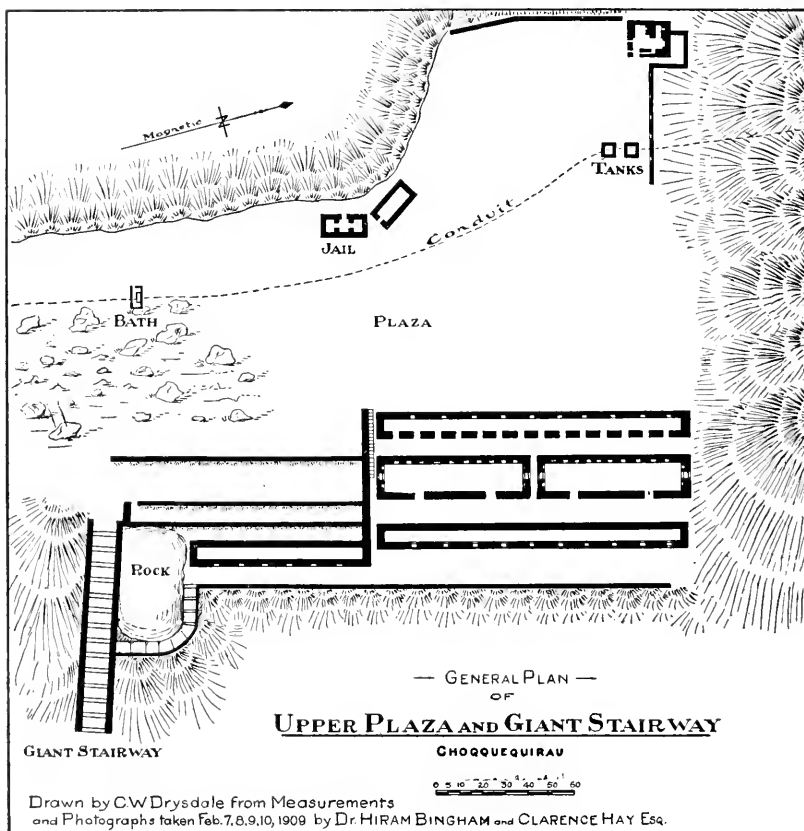 Magnetic
N
TANKS
Conduit
JAIL
BATH
PLAZA
ROCK
GIANT STAIRWAY
— GENERAL PLAN —
OF
UPPER PLAZA AND GIANT STAIRWAY
CHOQQUEQUIRAU
0 5 10 20 30 40 50 60
Drawn by C.W Drysdale from Measurements
and Photographs taken Feb. 7, 8, 9, 10, 1909 by Dr. HIRAM BINGHAM and CLARENCE HAY ESQ.